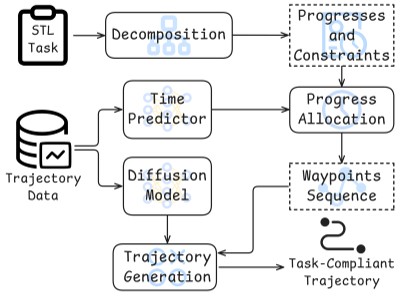 STL
Task
Decomposition
Progresses
and
Constraints
Time
Predictor
Progress
Allocation
Trajectory
Data
Diffusion
Model
Waypoints
Sequence
Trajectory
Generation
Task-Compliant
Trajectory